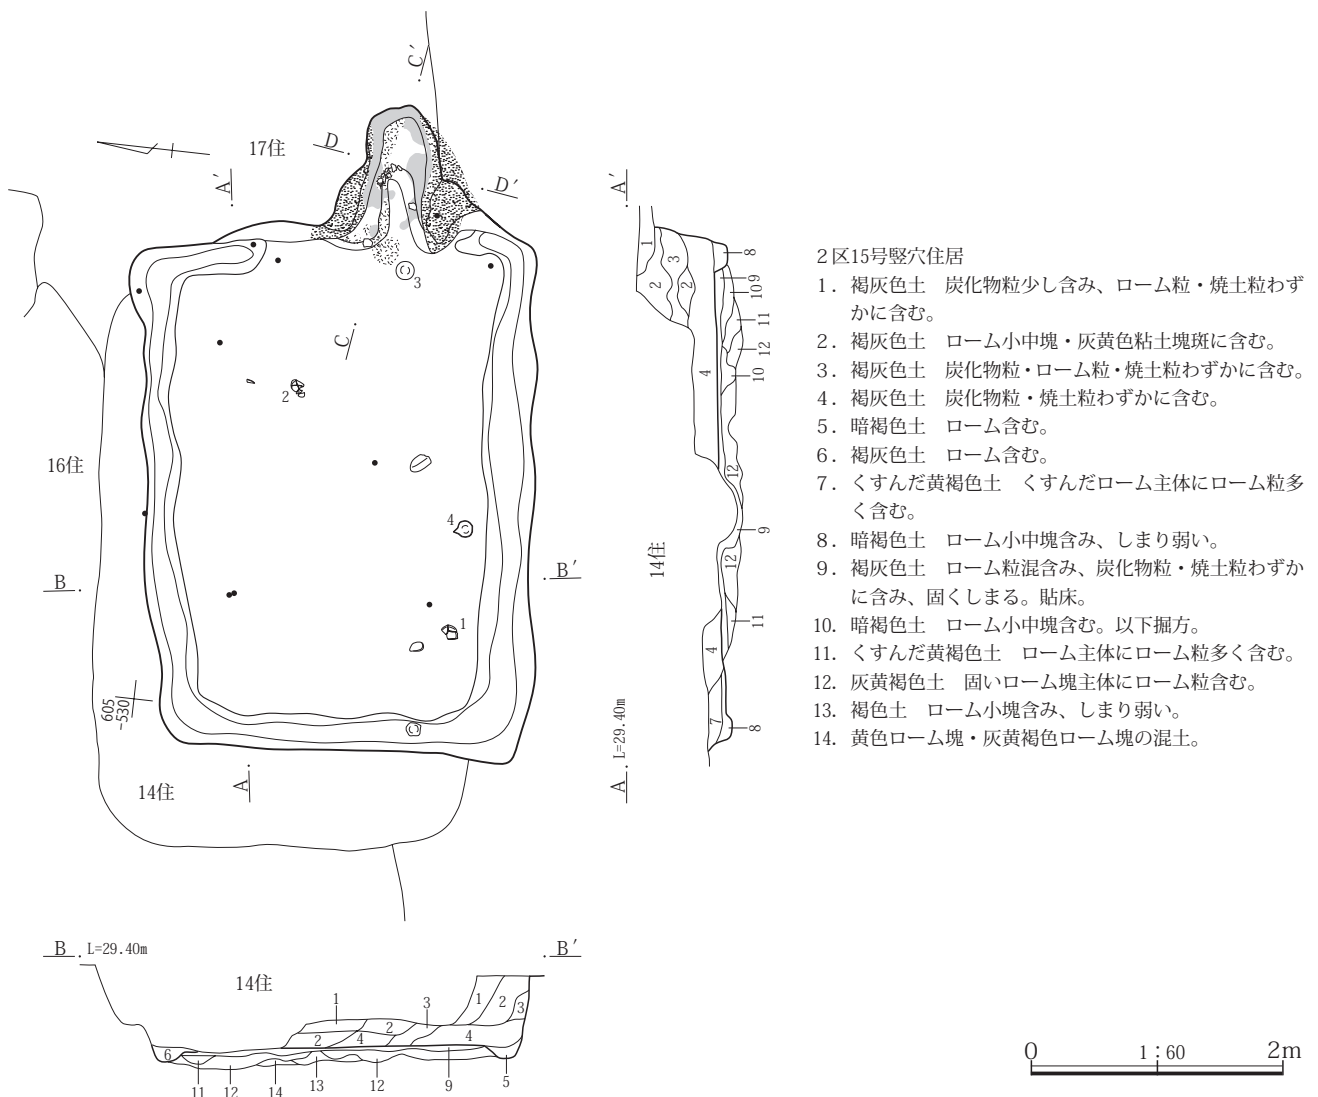 C′
17住
D
A′
D′
3
C
2
16住
4
B
B′
1
605
-530
14住
A
A′
1
8
3
2
2
9
10
11
12
10
4
12
9
14住
12
11
4
7
8
A
L=29.40m
2区15号竪穴住居
1．褐灰色土　炭化物粒少し含み、ローム粒・焼土粒わず
かに含む。
2．褐灰色土　ローム小中塊・灰黄色粘土塊斑に含む。
3．褐灰色土　炭化物粒・ローム粒・焼土粒わずかに含む。
4．褐灰色土　炭化物粒・焼土粒わずかに含む。
5．暗褐色土　ローム含む。
6．褐灰色土　ローム含む。
7．くすんだ黄褐色土　くすんだローム主体にローム粒多
く含む。
8．暗褐色土　ローム小中塊含み、しまり弱い。
9．褐灰色土　ローム粒混含み、炭化物粒・焼土粒わずか
に含み、固くしまる。貼床。
10．暗褐色土　ローム小中塊含む。以下掘方。
11．くすんだ黄褐色土　ローム主体にローム粒多く含む。
12．灰黄褐色土　固いローム塊主体にローム粒含む。
13．褐色土　ローム小塊含み、しまり弱い。
14．黄色ローム塊・灰黄褐色ローム塊の混土。
B
L=29.40m
B′
14住
1
3
1
2
3
2
2
4
4
6
11
12
14
13
12
9
5
0
1：60
2m